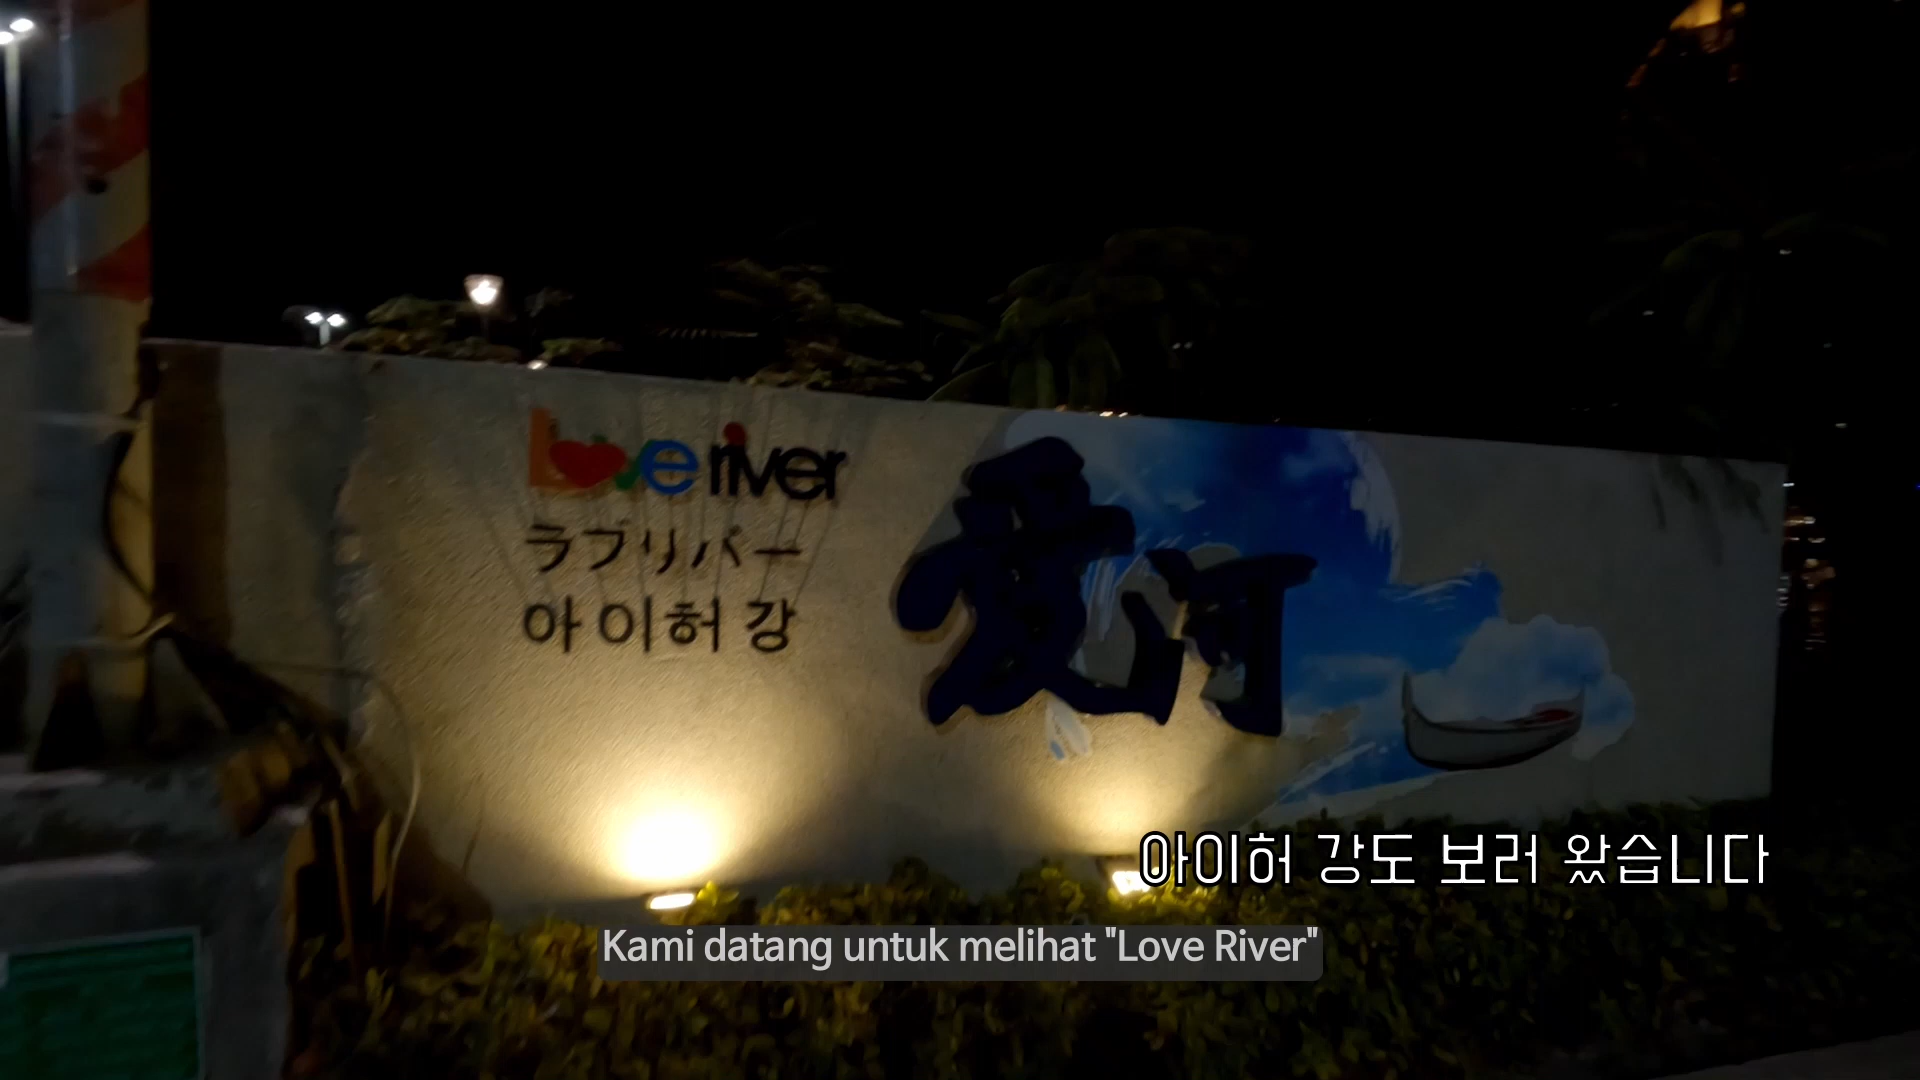 Love river
ラブリバー
아이허 강
愛河
아이허 강도 보러 왔습니다
Kami datang untuk melihat "Love River"